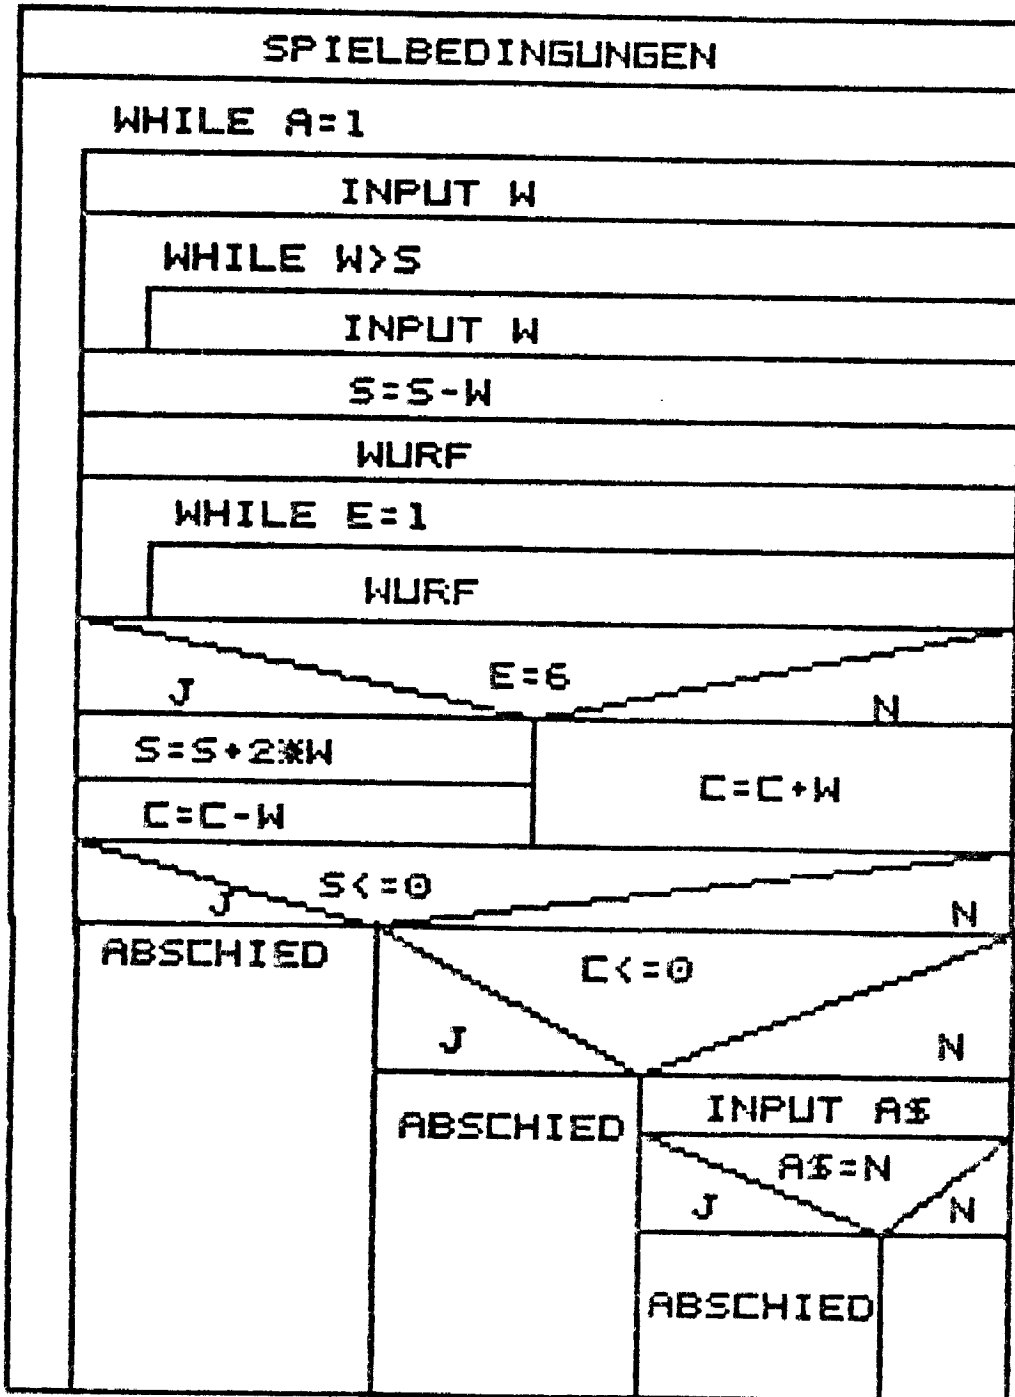 SPIELBEDINGUNGEN
WHILE A=1
INPUT W
WHILE W>S
INPUT W
S=S-W
WURF
WHILE E=1
WURF
E=6
J N
S=S+2*W
C=C+W
C=C-W
S<=0
J N
ABSCHIED
C<=0
J N
INPUT A$
ABSCHIED
A$=N
J N
ABSCHIED